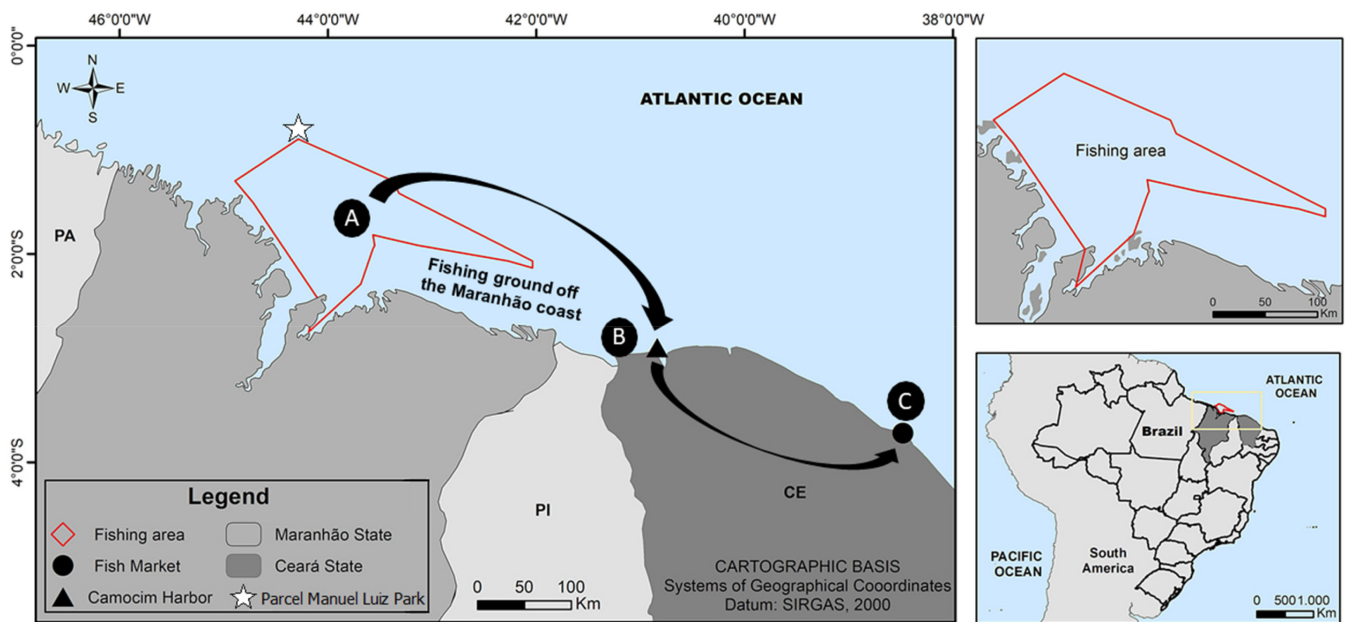 46°0'0"W
44°0'0"W
42°0'0"W
40°0'0"W
38°0'0"W
0°0'0"
2°0'0"S
4°0'0"S
N
W
E
S
ATLANTIC OCEAN
PA
A
Fishing ground off
the Maranhão coast
B
C
PI
CE
Legend
Fishing area
Maranhão State
Fish Market
Ceará State
Camocim Harbor
Parcel Manuel Luiz Park
0 50 100
Km
CARTOGRAPHIC BASIS
Systems of Geographical Cooordinates
Datum: SIRGAS, 2000
Fishing area
0 50 100
Km
ATLANTIC
OCEAN
Brazil
PACIFIC
OCEAN
South
America
0 5001.000
Km